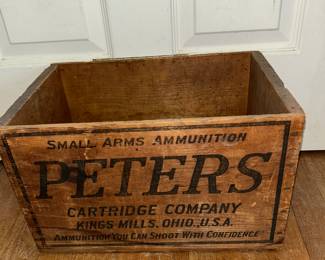 SMALL ARMS AMMUNITION
PETERS
CARTRIDGE COMPANY
KINGS MILLS, OHIO., U.S.A.
AMMUNITION YOU CAN SHOOT WITH CONFIDENCE